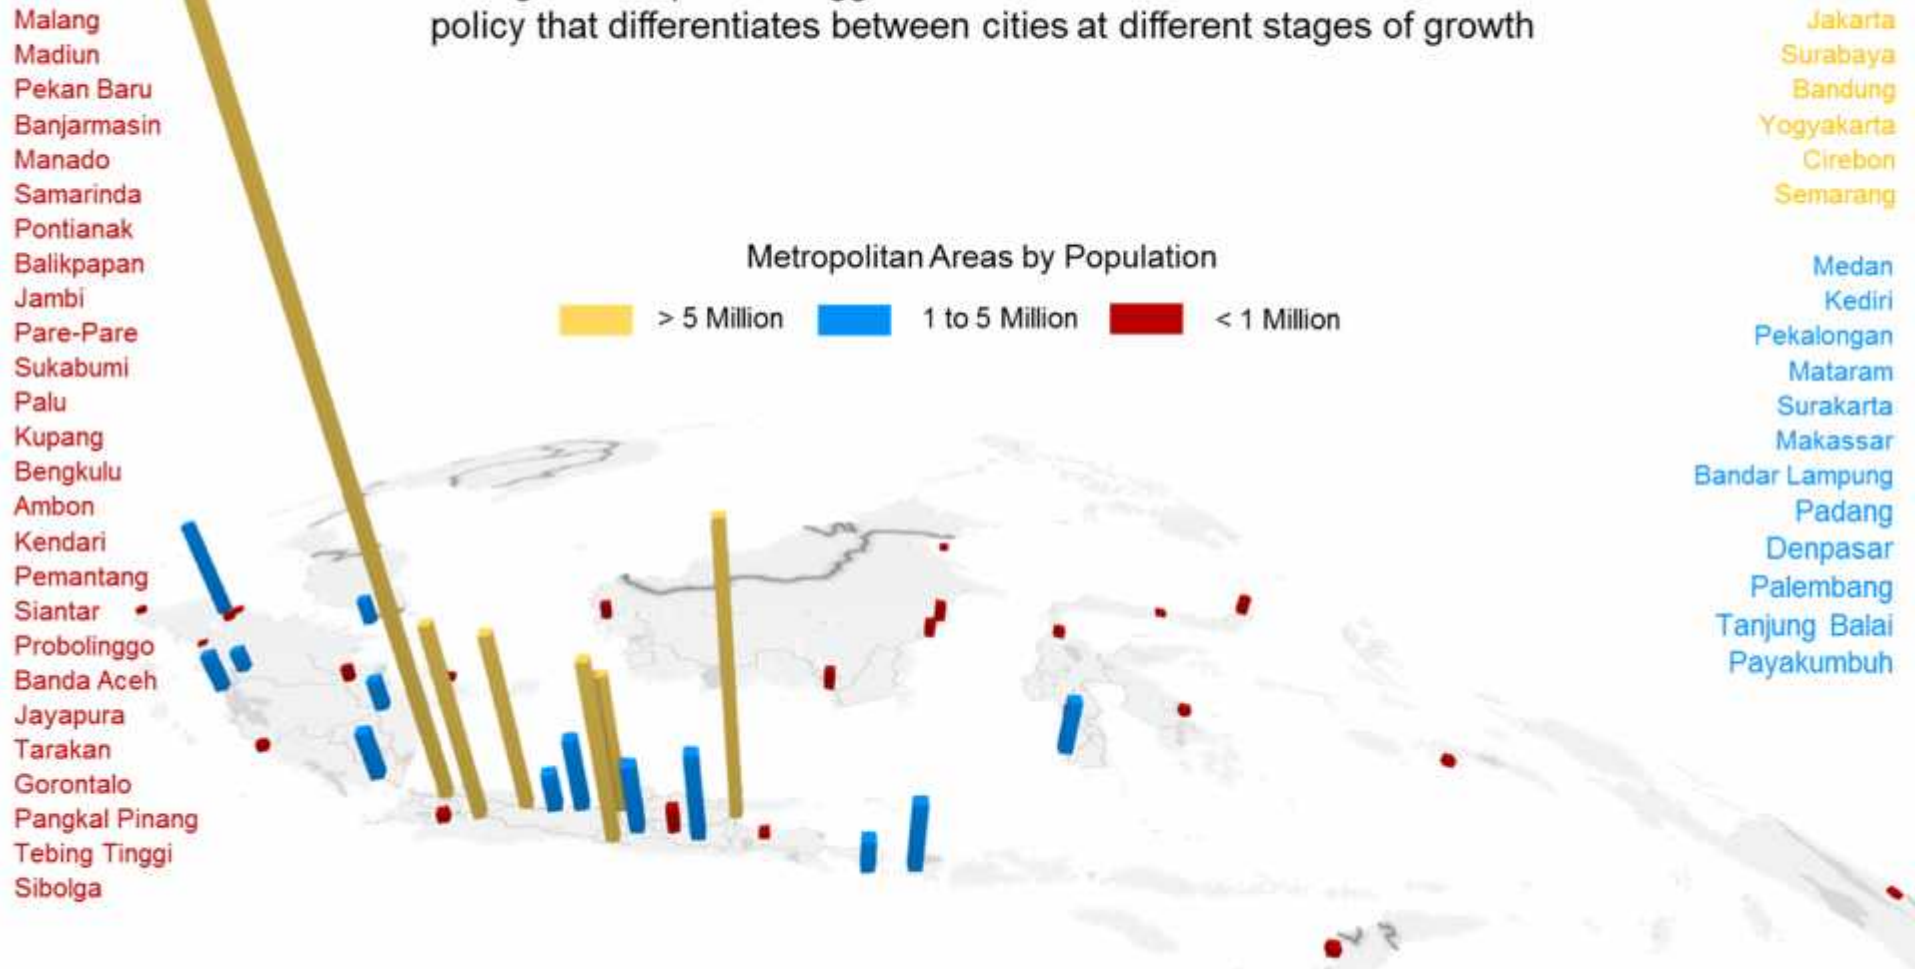 policy that differentiates between cities at different stages of growth
Malang
Madiun
Pekan Baru
Banjarmasin
Manado
Samarinda
Pontianak
Balikpapan
Jambi
Pare-Pare
Sukabumi
Palu
Kupang
Bengkulu
Ambon
Kendari
Pemantang
Siantar
Probolinggo
Banda Aceh
Jayapura
Tarakan
Gorontalo
Pangkal Pinang
Tebing Tinggi
Sibolga
Metropolitan Areas by Population
> 5 Million 1 to 5 Million < 1 Million
Jakarta
Surabaya
Bandung
Yogyakarta
Cirebon
Semarang
Medan
Kediri
Pekalongan
Mataram
Surakarta
Makassar
Bandar Lampung
Padang
Denpasar
Palembang
Tanjung Balai
Payakumbuh